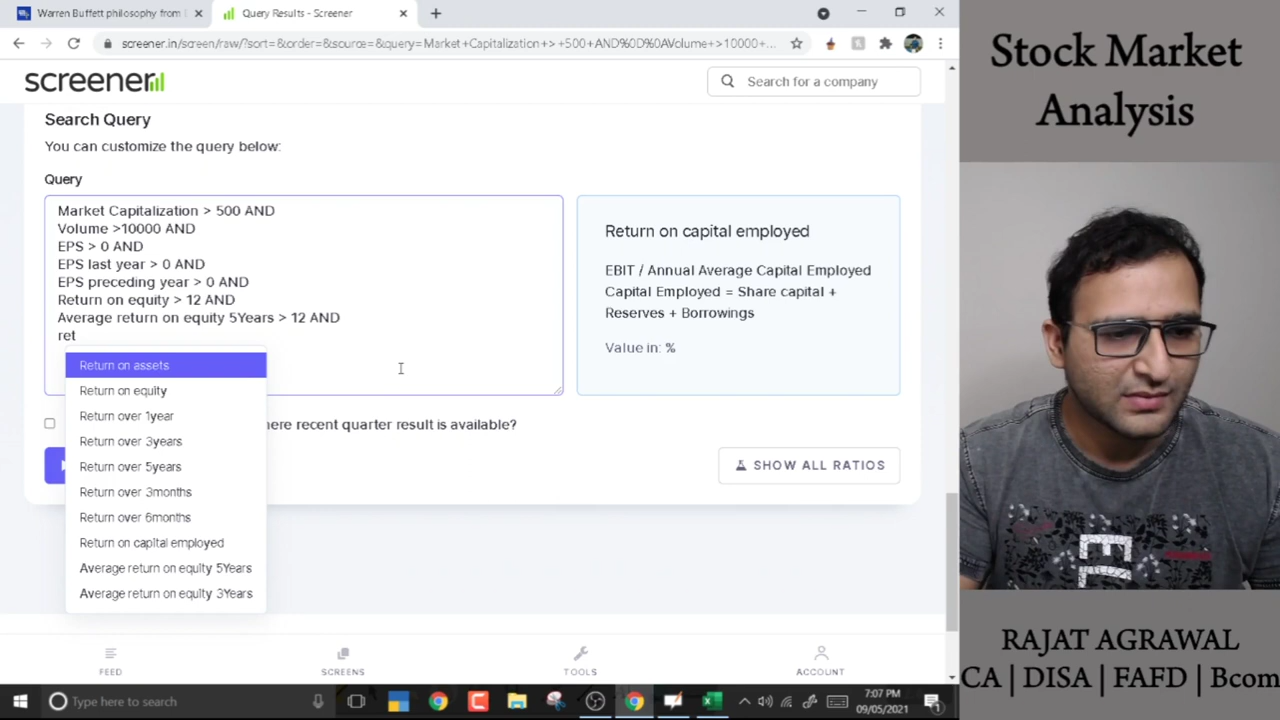 Warren Buffett philosophy from
Query Results - Screener
screener.in/screen/raw/?sort=&order=&source=&query=Market+Capitalization+>+500+AND%0D%0AVolume+>10000+...
screener
Search for a company
Search Query
You can customize the query below:
Query
Market Capitalization > 500 AND
Volume >10000 AND
EPS > 0 AND
EPS last year > 0 AND
EPS preceding year > 0 AND
Return on equity > 12 AND
Average return on equity 5Years > 12 AND
ret
Return on assets
Return on equity
Return over 1year
Return over 3years
Return over 5years
Return over 3months
Return over 6months
Return on capital employed
Average return on equity 5Years
Average return on equity 3Years
Return on capital employed
EBIT / Annual Average Capital Employed
Capital Employed = Share capital +
Reserves + Borrowings
Value in: %
here recent quarter result is available?
SHOW ALL RATIOS
FEED
SCREENS
TOOLS
ACCOUNT
Type here to search
7:07 PM
09/05/2021
Stock Market
Analysis
EL
RAJAT AGRAWAL
CA | DISA | FAFD | Bcom